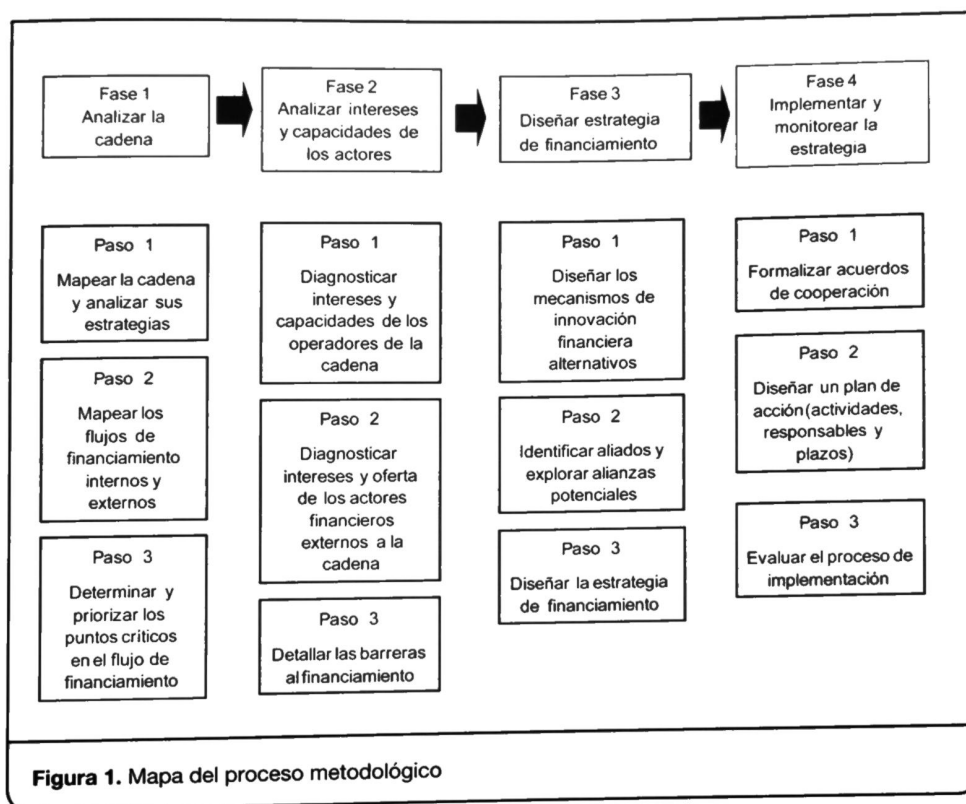 Fase 1
Analizar la
cadena
Fase 2
Analizar intereses
y capacidades de
los actores
Fase 3
Diseñar estrategia
de financiamiento
Fase 4
Implementar y
monitorear la
estrategia
Paso 1
Mapear la cadena
y analizar sus
estrategias
Paso 2
Mapear los
flujos de
financiamiento
internos y
externos
Paso 3
Determinar y
priorizar los
puntos criticos
en el flujo de
financiamiento
Paso 1
Diagnosticar
intereses y
capacidades de los
operadores de la
cadena
Paso 2
Diagnosticar
intereses y oferta
de los actores
financieros
externos a la
cadena
Paso 3
Detallar las barreras
al financiamiento
Paso 1
Diseñar los
mecanismos de
innovación
financiera
alternativos
Paso 2
Identificar aliados y
explorar alianzas
potenciales
Paso 3
Diseñar la estrategia
de financiamiento
Paso 1
Formalizar acuerdos
de cooperación
Paso 2
Diseñar un plan de
acción (actividades,
responsables y
plazos)
Paso 3
Evaluar el proceso de
implementación
Figura 1. Mapa del proceso metodológico